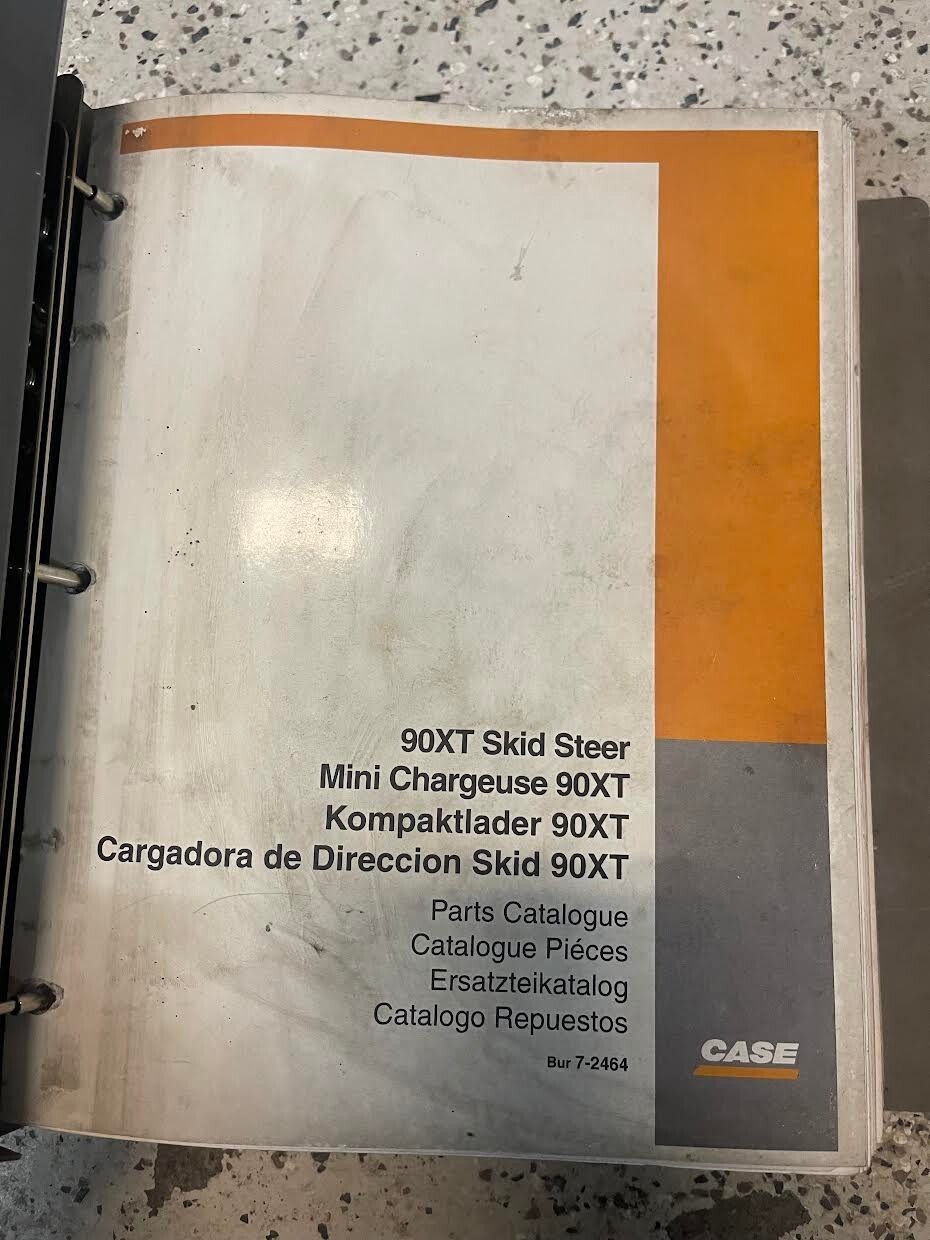 90XT Skid Steer
Mini Chargeuse 90XT
Kompaktlader 90XT
Cargadora de Direccion Skid 90XT
Parts Catalogue
Catalogue Piéces
Ersatzteikatalog
Catalogo Repuestos
Bur 7-2464
CASE